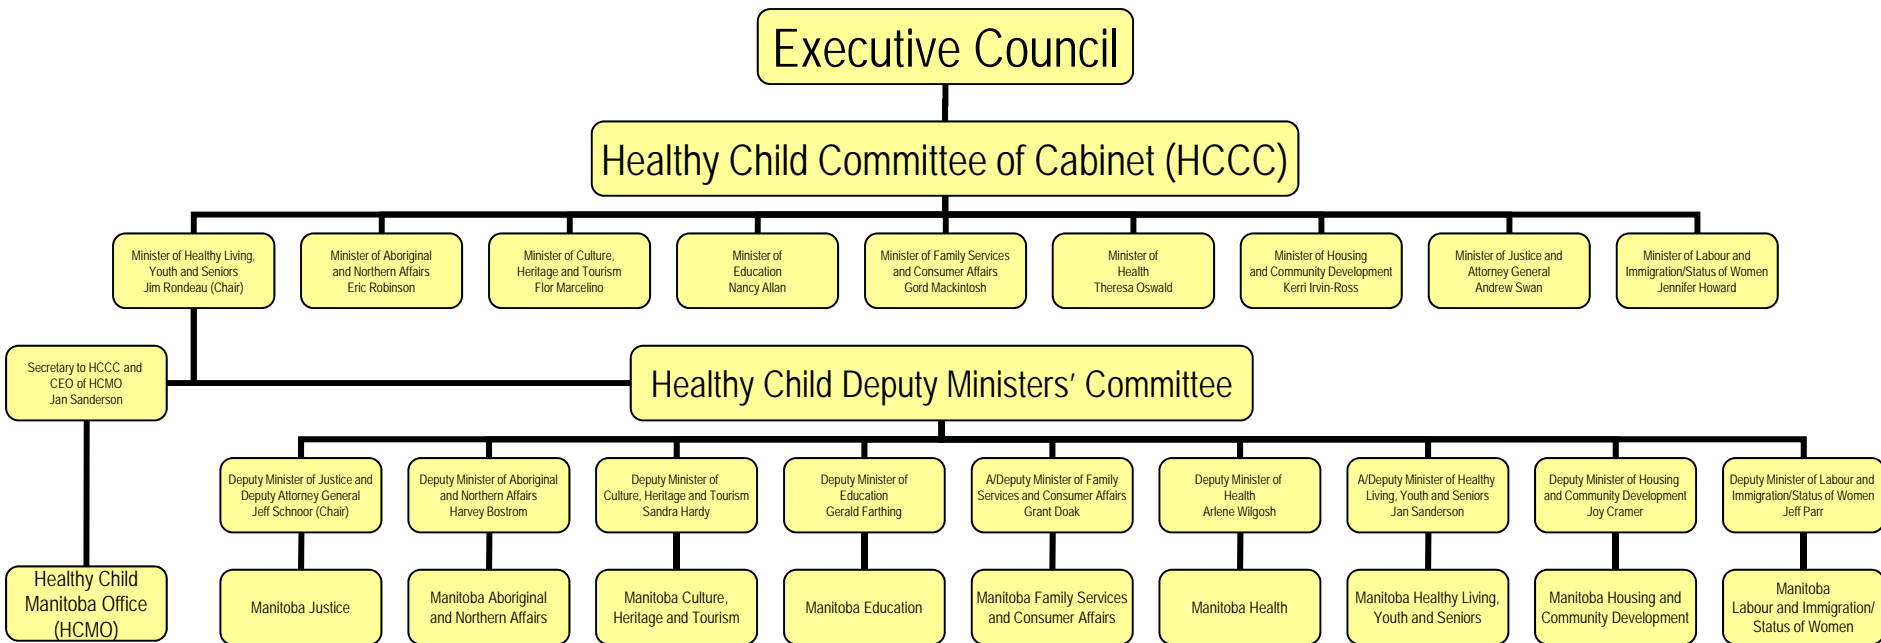 Executive Council
Healthy Child Committee of Cabinet (HCCC)
Minister of Healthy Living,
Youth and Seniors
Jim Rondeau (Chair)
Minister of Aboriginal
and Northern Affairs
Eric Robinson
Minister of Culture,
Heritage and Tourism
Flor Marcelino
Minister of
Education
Nancy Allan
Minister of Family Services
and Consumer Affairs
Gord Mackintosh
Minister of
Health
Theresa Oswald
Minister of Housing
and Community Development
Kerri Irvin-Ross
Minister of Justice and
Attorney General
Andrew Swan
Minister of Labour and
Immigration/Status of Women
Jennifer Howard
Secretary to HCCC and
CEO of HCMO
Jan Sanderson
Healthy Child Deputy Ministers' Committee
Deputy Minister of Justice and
Deputy Attorney General
Jeff Schnoor (Chair)
Deputy Minister of Aboriginal
and Northern Affairs
Harvey Bostrom
Deputy Minister of
Culture, Heritage and Tourism
Sandra Hardy
Deputy Minister of
Education
Gerald Farthing
A/Deputy Minister of Family
Services and Consumer Affairs
Grant Doak
Deputy Minister of
Health
Arlene Wilgosh
A/Deputy Minister of Healthy
Living, Youth and Seniors
Jan Sanderson
Deputy Minister of Housing
and Community Development
Joy Cramer
Deputy Minister of Labour and
Immigration/Status of Women
Jeff Parr
Healthy Child
Manitoba Office
(HCMO)
Manitoba Justice
Manitoba Aboriginal
and Northern Affairs
Manitoba Culture,
Heritage and Tourism
Manitoba Education
Manitoba Family Services
and Consumer Affairs
Manitoba Health
Manitoba Healthy Living,
Youth and Seniors
Manitoba Housing and
Community Development
Manitoba
Labour and Immigration/
Status of Women